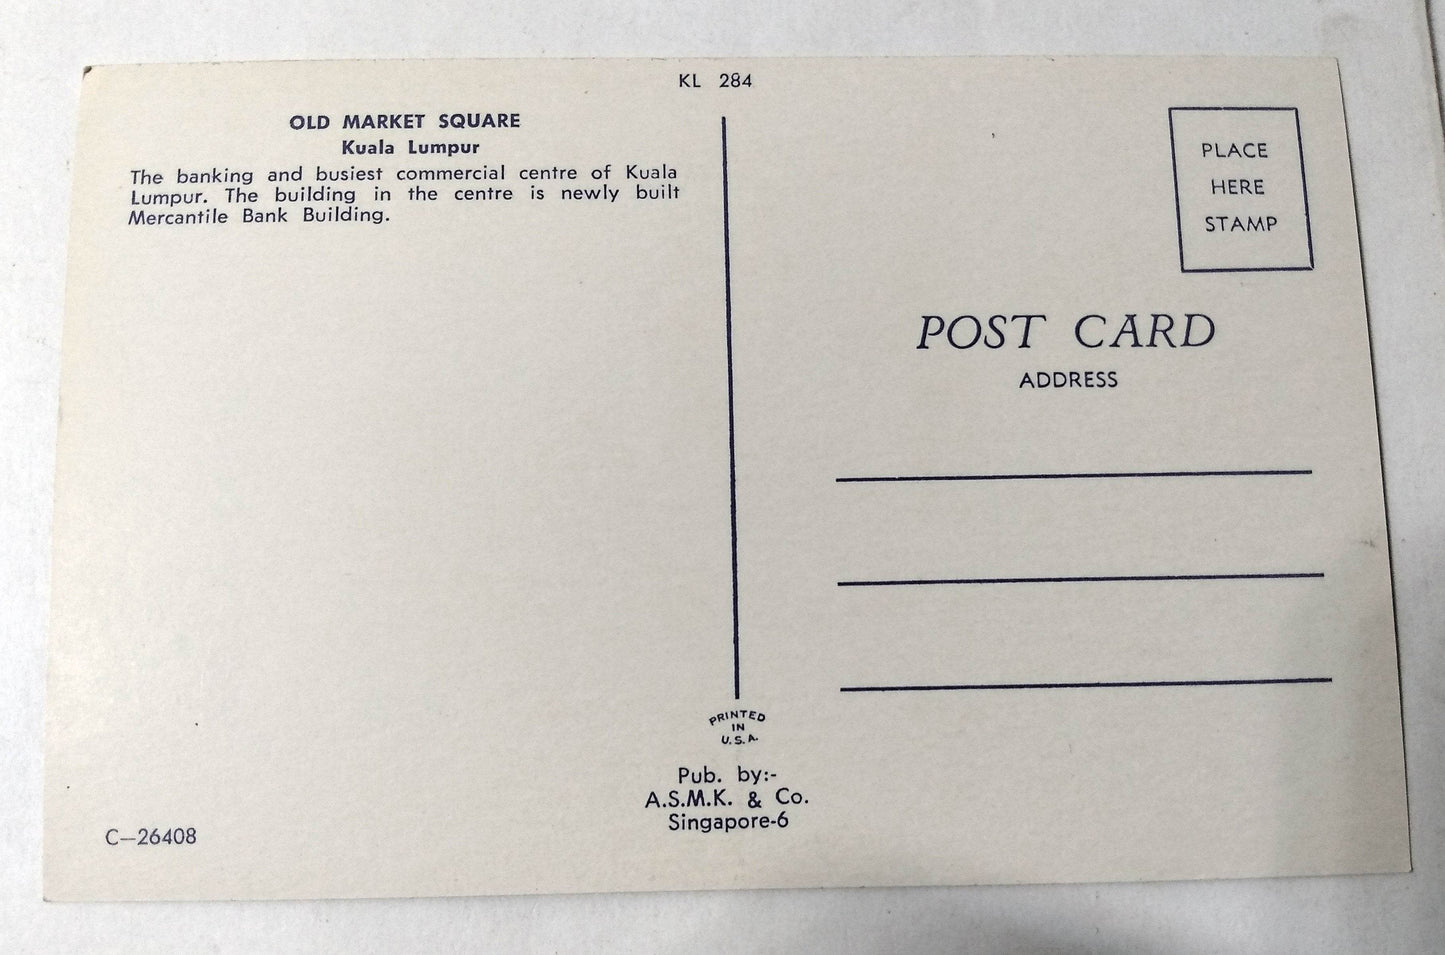 KL 284
OLD MARKET SQUARE
Kuala Lumpur
The banking and busiest commercial centre of Kuala
Lumpur. The building in the centre is newly built
Mercantile Bank Building.
PLACE
HERE
STAMP
POST CARD
ADDRESS
PRINTED
IN
U.S.A.
Pub. by:-
A.S.M.K. & Co.
Singapore-6
C—26408